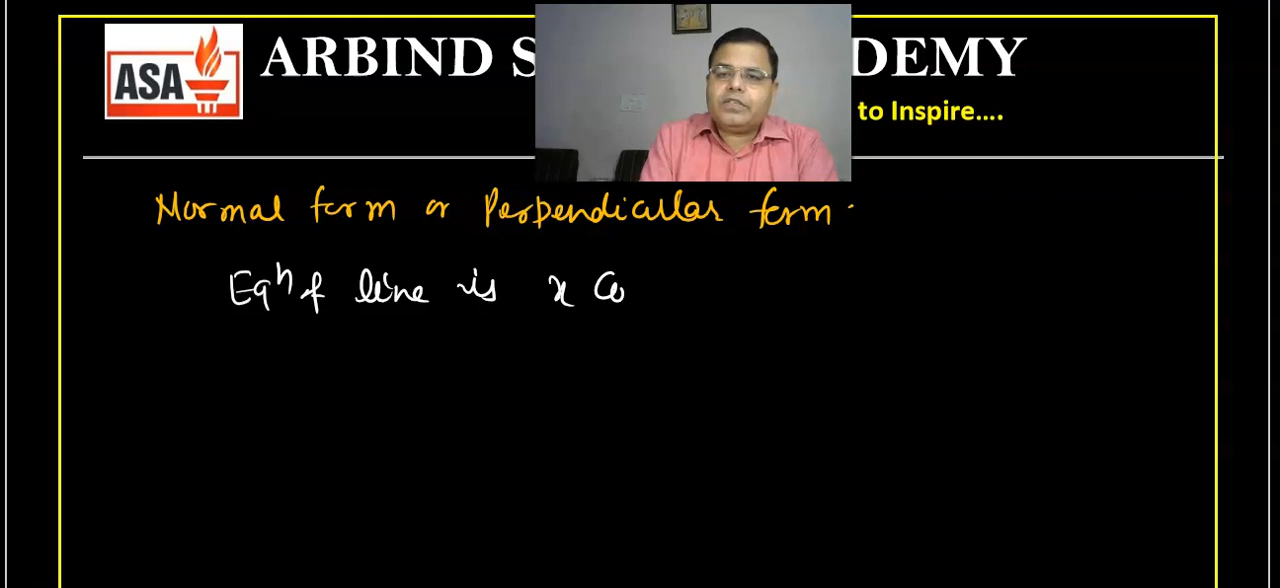 ASA
ARBIND S DEMY
to Inspire....
Normal form or Perpendicular form.
Eqn of line is x Co